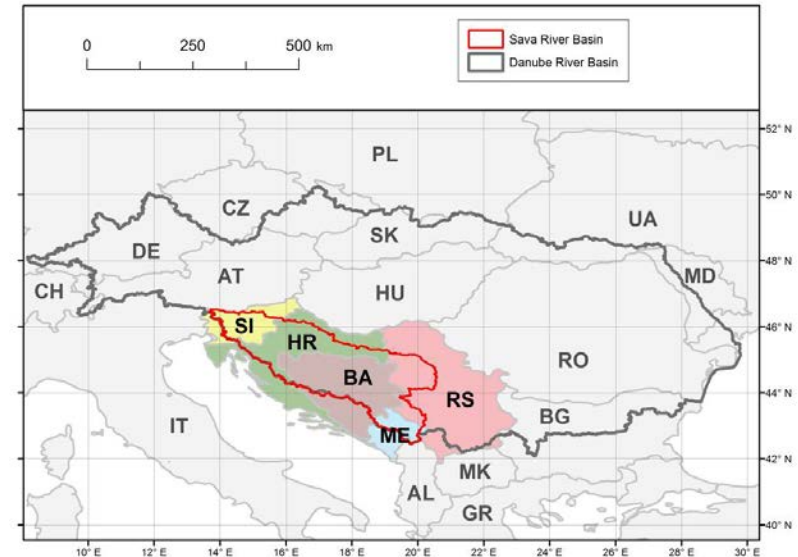 0 250 500 km
Sava River Basin
Danube River Basin
52° N
PL
50° N
CZ
UA
SK
DE
48° N
MD
AT
CH
HU
46° N
SI
HR
RO
BA
44° N
RS
BG
IT
ME
42° N
MK
AL
GR
40° N
10° E 12° E 14° E 16° E 18° E 20° E 22° E 24° E 26° E 28° E 30° E